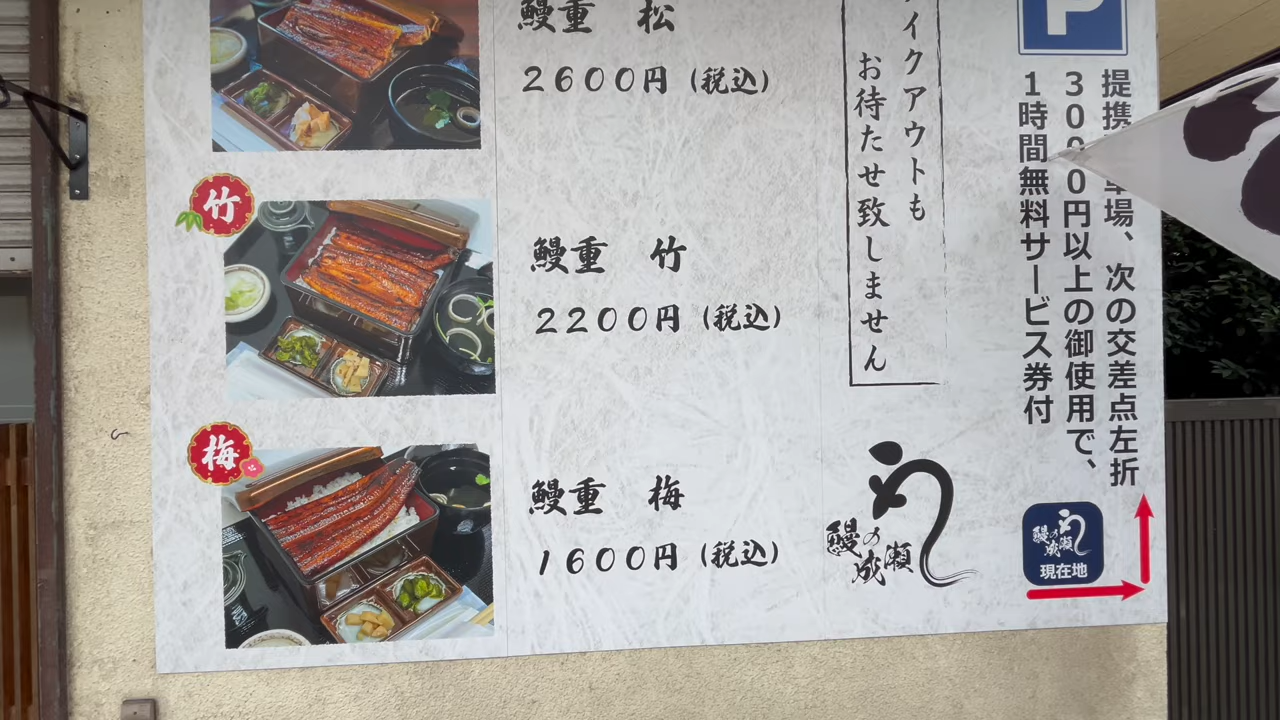 鰻重 松
2600円(税込)
竹
鰻重 竹
2200円(税込)
梅
鰻重 梅
1600円(税込)
イクアウトも
お待たせ致しません
P
提携 車場、次の交差点左折
3000円以上の御使用で、
1時間無料サービス券付
う
鰻の成瀬
う
鰻の成瀬
現在地